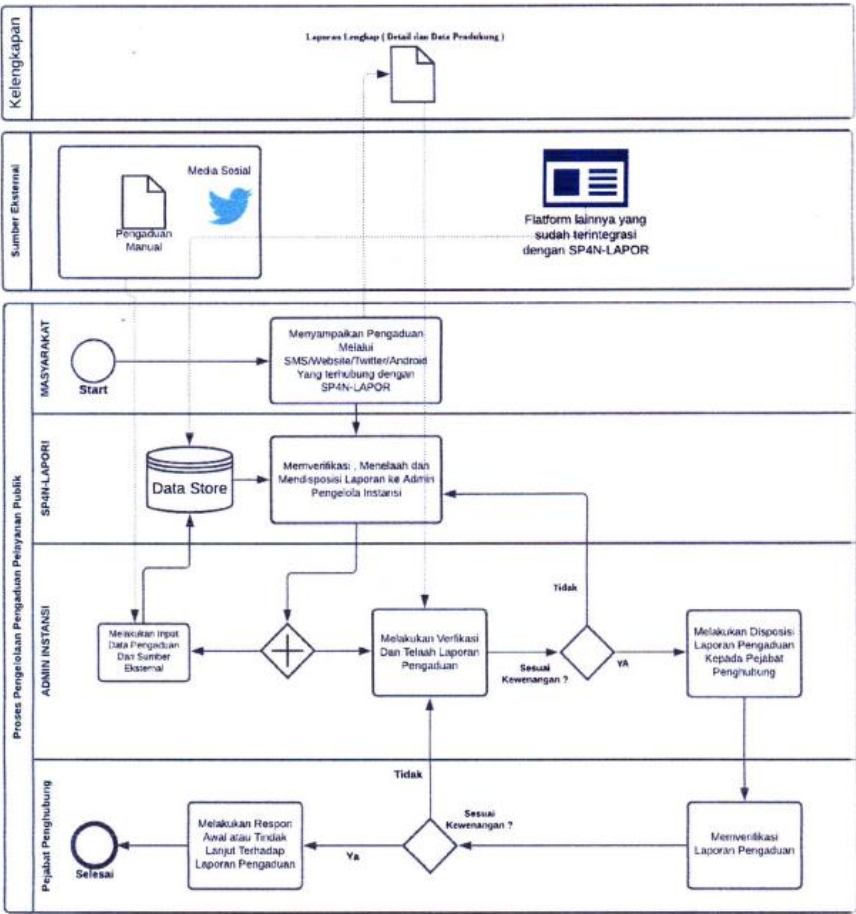 Kelengkapan
Laporan Lengkap ( Detail dan Data Pendukung )
Sumber Eksternal
Media Sosial
Pengaduan
Manual
Flatform lainnya yang
sudah terintegrasi
dengan SP4N-LAPOR
Proses Pengelolaan Pengaduan Pelayanan Publik
MASYARAKAT
Start
Menyampaikan Pengaduan
Melalui
SMS/Website/Twitter/Android
Yang terhubung dengan
SP4N-LAPOR
SP4N-LAPOR!
Data Store
Memverifikasi , Menelaah dan
Mendisposisi Laporan ke Admin
Pengelola Instansi
ADMIN INSTANSI
Melakukan Input
Data Pengaduan
Dan Sumber
Eksternal
Melakukan Verfikasi
Dan Telaah Laporan
Pengaduan
Sesuai
Kewenangan ?
Tidak
YA
Melakukan Disposisi
Laporan Pengaduan
Kepada Pejabat
Penghubung
Pejabat Penghubung
Selesai
Melakukan Respon
Awal atau Tindak
Lanjut Terhadap
Laporan Pengaduan
Ya
Tidak
Sesuai
Kewenangan ?
Memverifikasi
Laporan Pengaduan